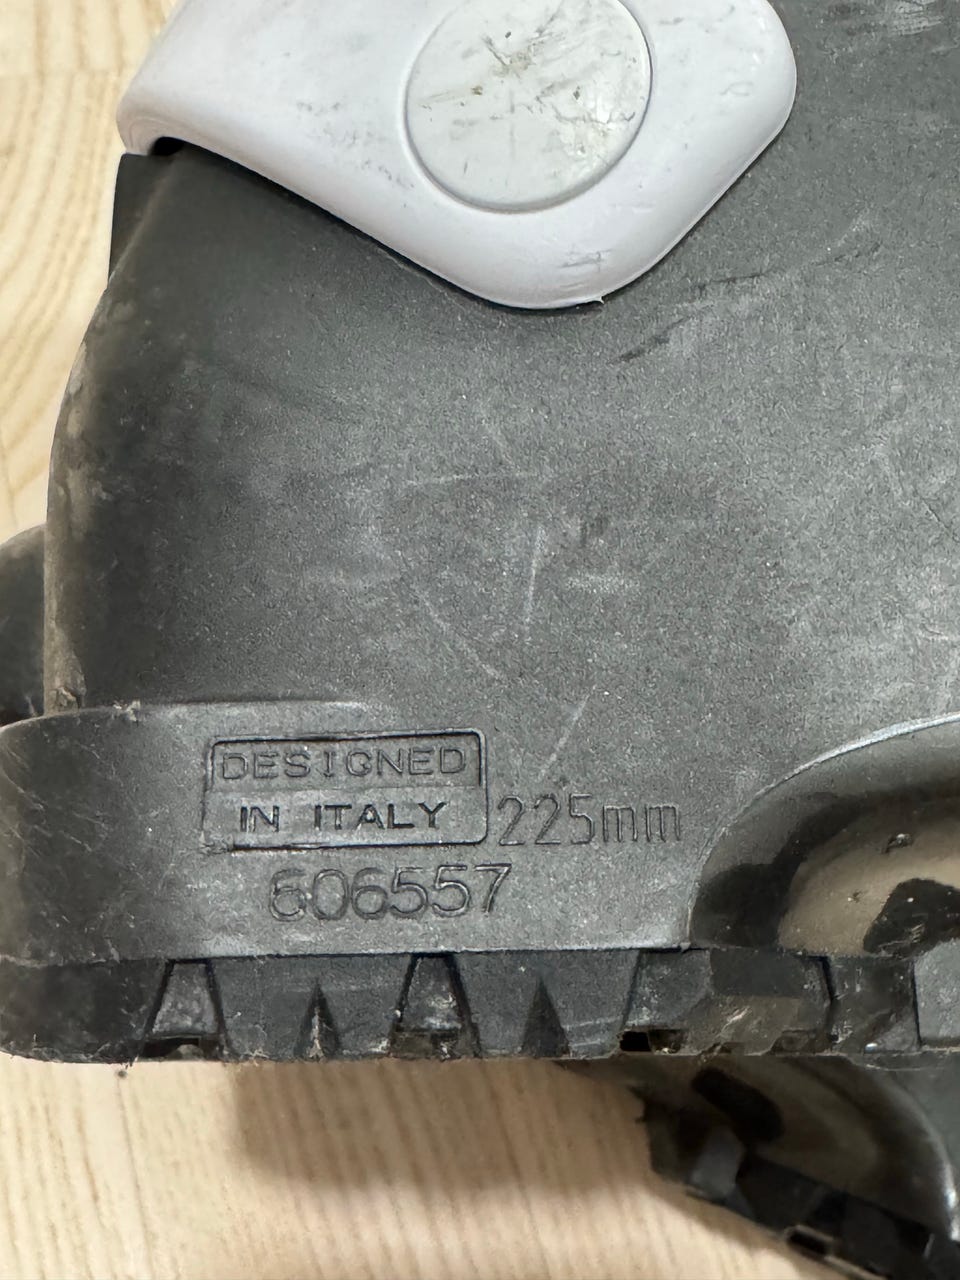 DESIGNED
IN ITALY
225mm
606557